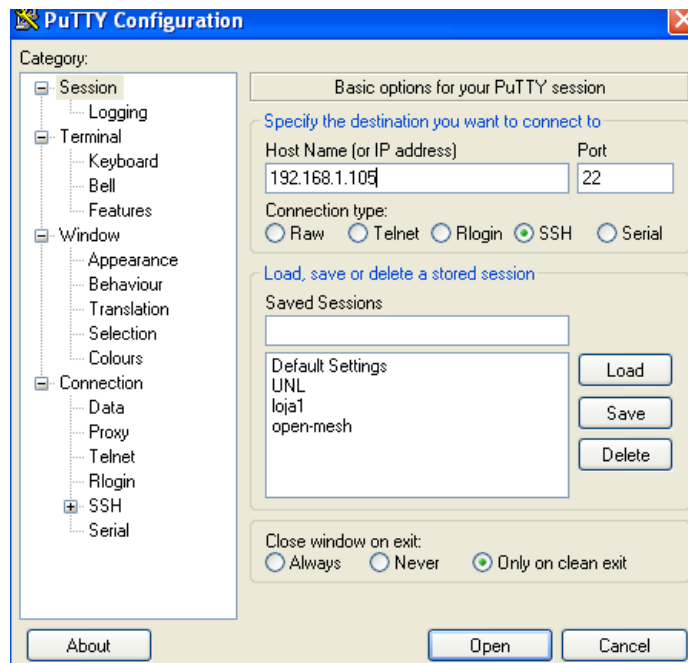 PuTTY Configuration
Category:
Session
Logging
Terminal
Keyboard
Bell
Features
Window
Appearance
Behaviour
Translation
Selection
Colours
Connection
Data
Proxy
Telnet
Rlogin
SSH
Serial
Basic options for your PuTTY session
Specify the destination you want to connect to
Host Name (or IP address) Port
192.168.1.105 22
Connection type:
Raw Telnet Rlogin SSH Serial
Load, save or delete a stored session
Saved Sessions
Default Settings
UNL
loja1
open-mesh
Load
Save
Delete
Close window on exit:
Always Never Only on clean exit
About Open Cancel